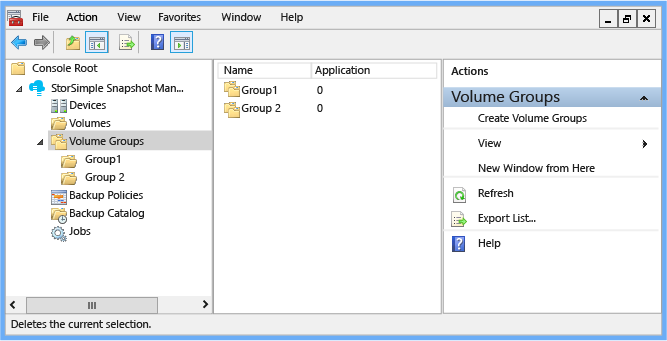 File Action View Favorites Window Help
Console Root
StorSimple Snapshot Man...
Devices
Volumes
Volume Groups
Group1
Group 2
Backup Policies
Backup Catalog
Jobs
Name Application
Group1 0
Group 2 0
Actions
Volume Groups
Create Volume Groups
View
New Window from Here
Refresh
Export List...
Help
Deletes the current selection.